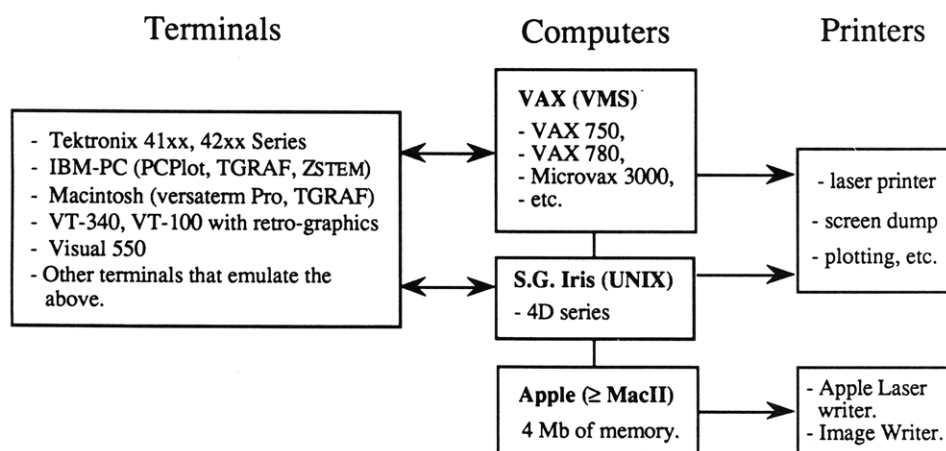 Terminals
Computers
Printers
- Tektronix 41xx, 42xx Series
- IBM-PC (PCPlot, TGRAF, ZSTEM)
- Macintosh (versaterm Pro, TGRAF)
- VT-340, VT-100 with retro-graphics
- Visual 550
- Other terminals that emulate the
above.
VAX (VMS)
- VAX 750,
- VAX 780,
- Microvax 3000,
- etc.
S.G. Iris (UNIX)
- 4D series
Apple (≥ MacII)
4 Mb of memory.
- laser printer
- screen dump
- plotting, etc.
- Apple Laser
writer.
- Image Writer.